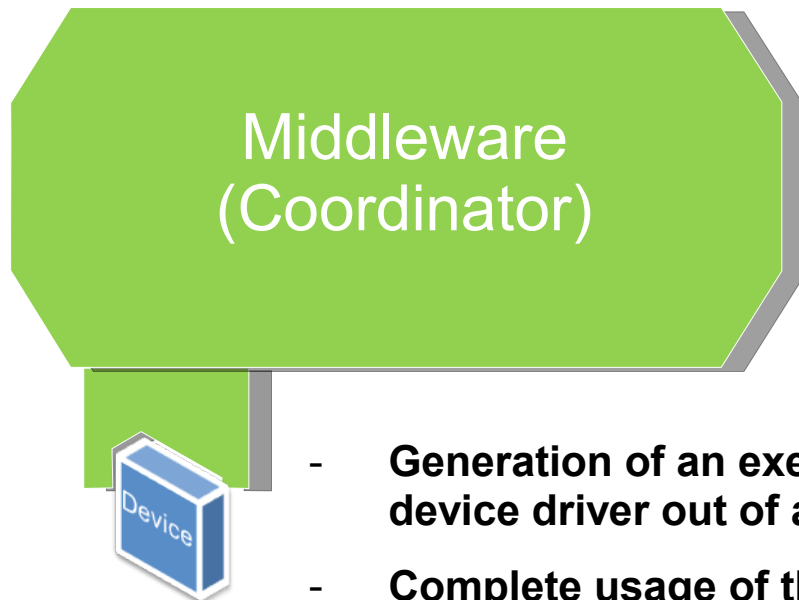 Middleware
(Coordinator)
Device
- Generation of an exe
device driver out of a
- Complete usage of th